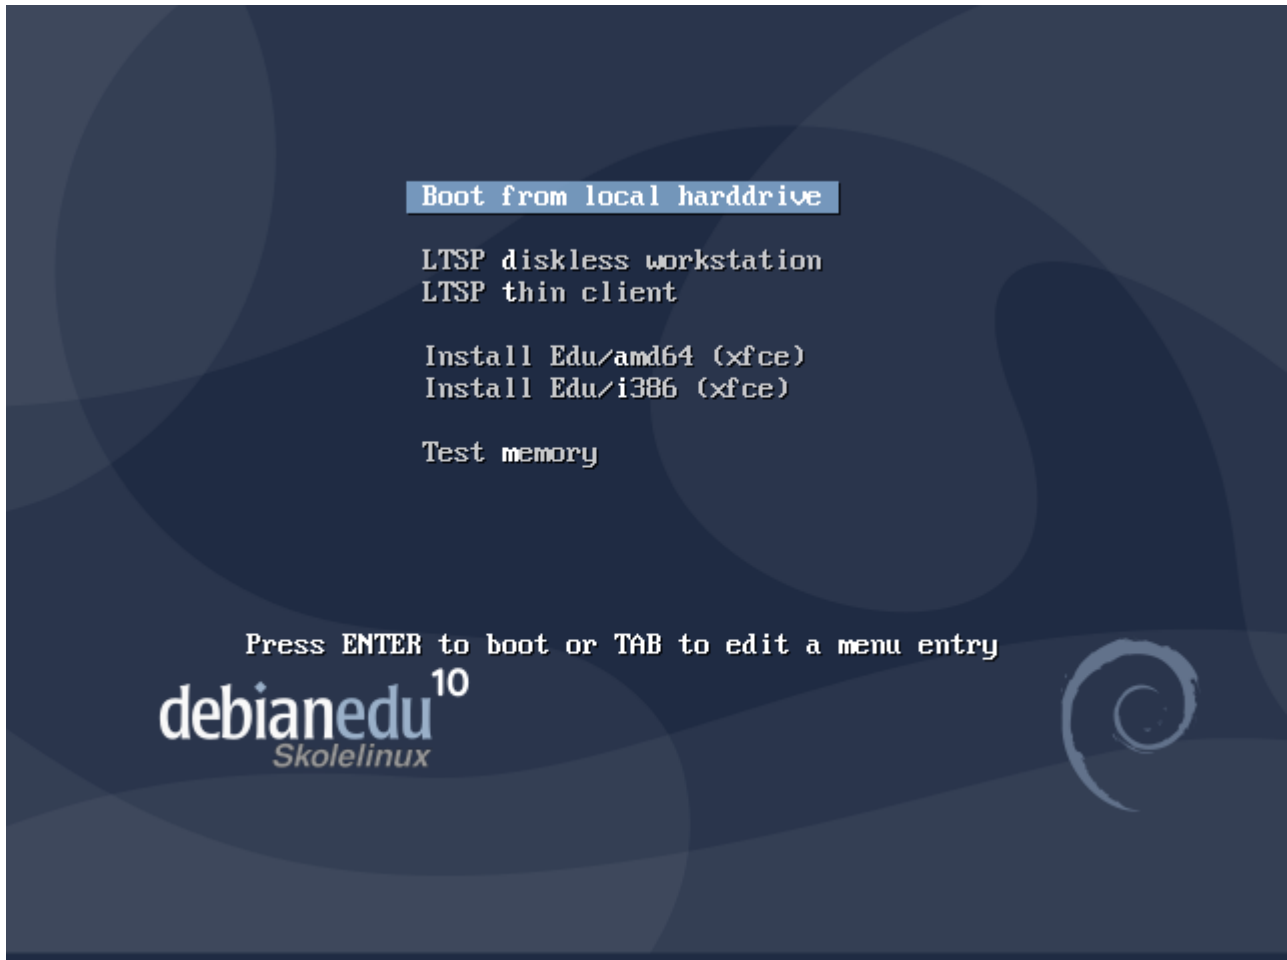 Boot from local harddrive
LTSP diskless workstation
LTSP thin client
Install Edu/amd64 (xfce)
Install Edu/i386 (xfce)
Test memory
Press ENTER to boot or TAB to edit a menu entry
debianedu 10
Skolelinux